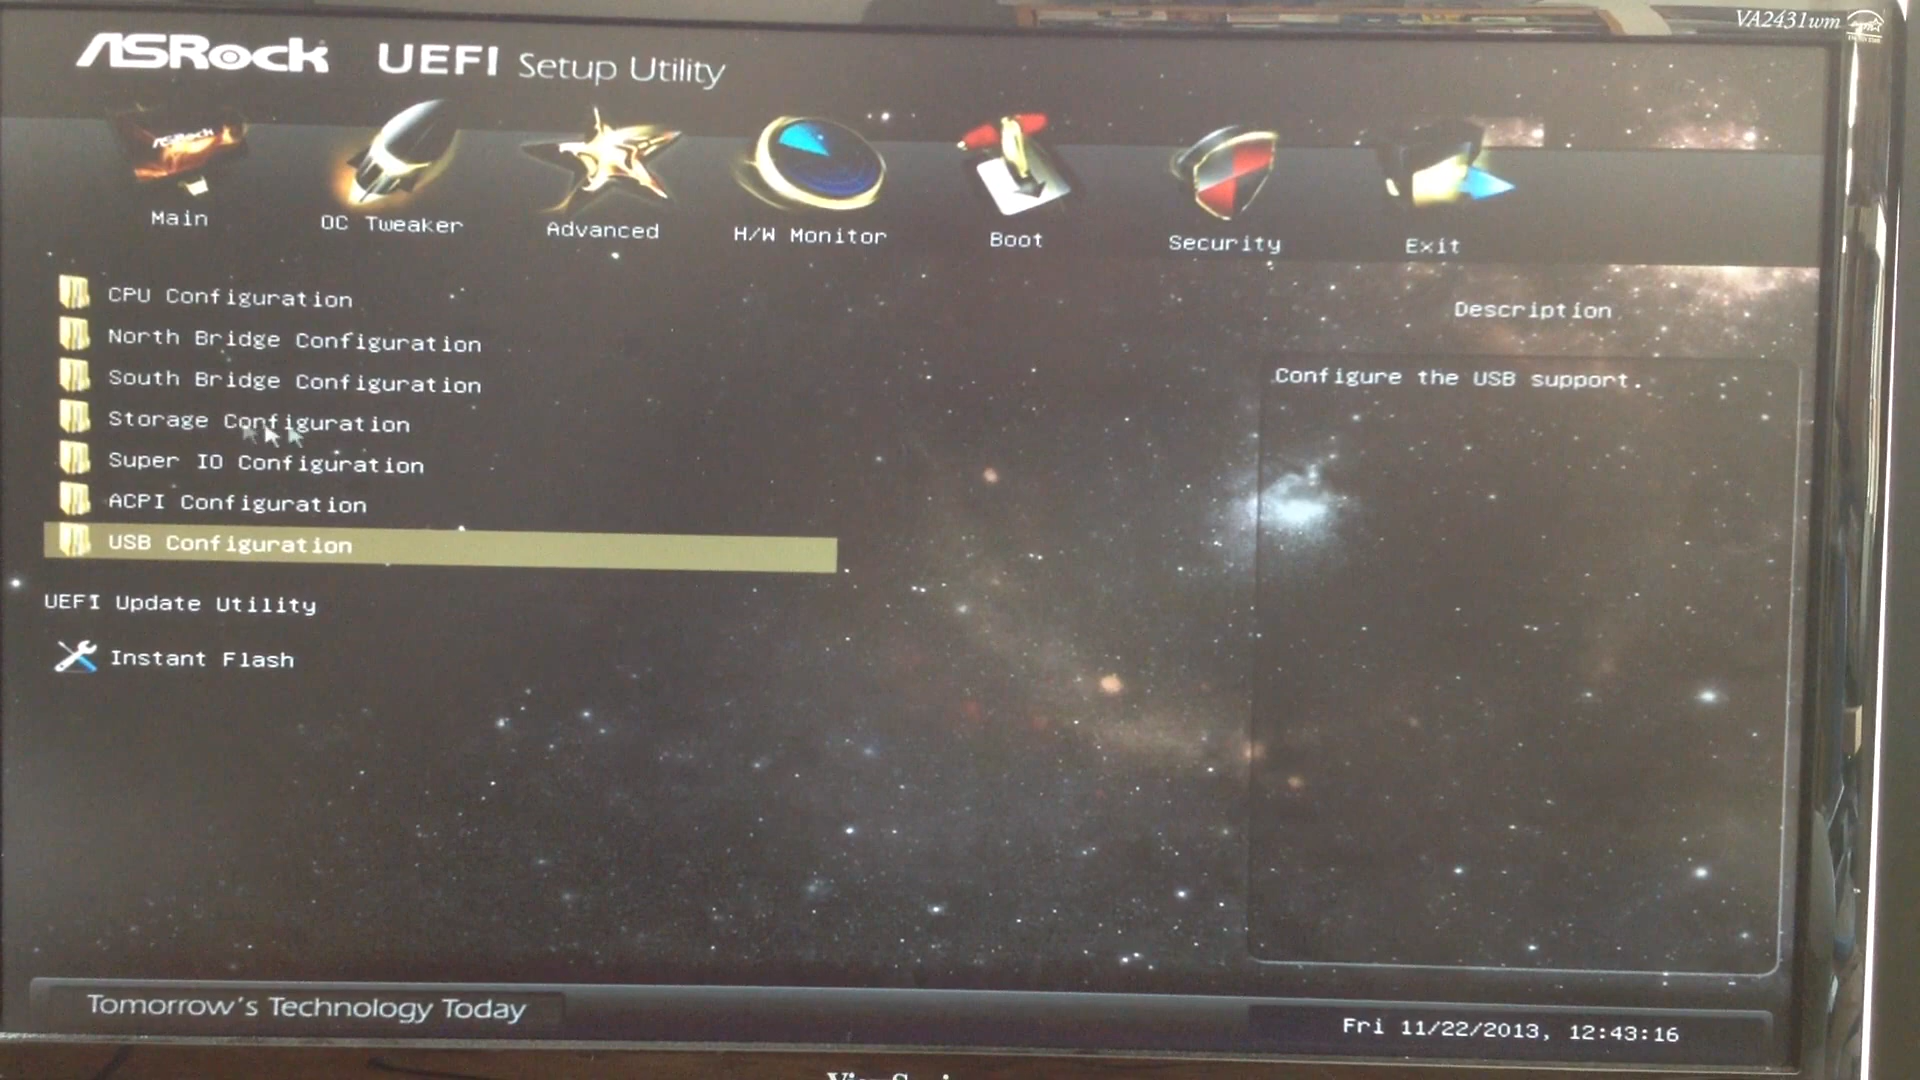 VA2431wm
ASRock UEFI Setup Utility
ASRock
Main OC Tweaker Advanced H/W Monitor Boot Security Exit
CPU Configuration
North Bridge Configuration
South Bridge Configuration
Storage Configuration
Super IO Configuration
ACPI Configuration
USB Configuration
UEFI Update Utility
Instant Flash
Description
Configure the USB support.
Tomorrow's Technology Today
Fri 11/22/2013, 12:43:16